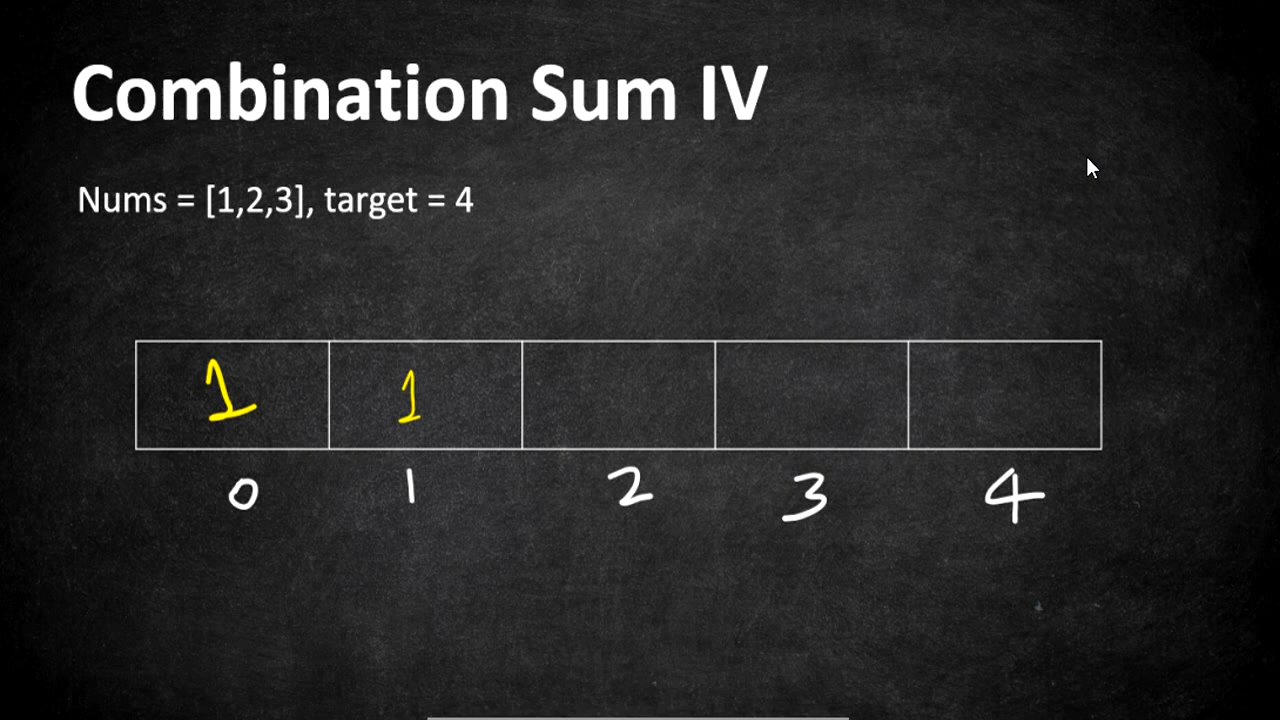 Combination Sum IV
Nums = [1,2,3], target = 4
1 1
0 1 2 3 4